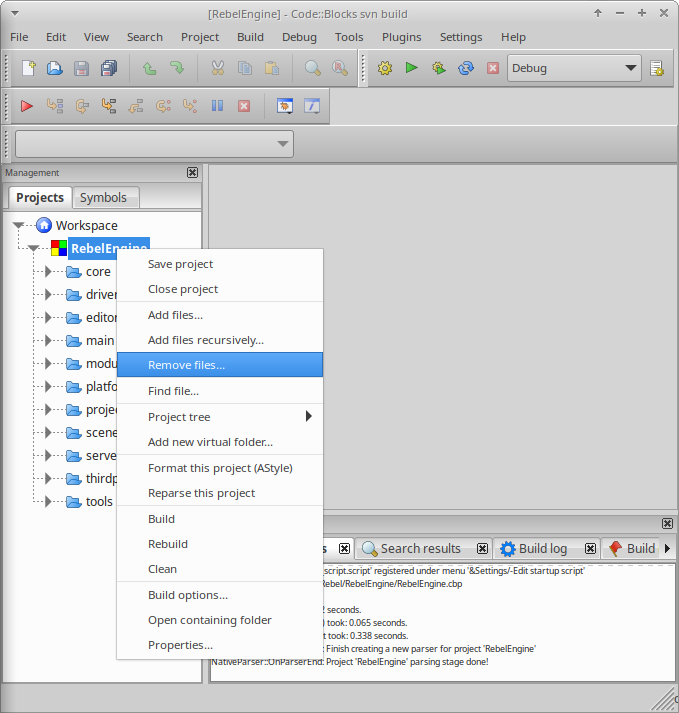 [RebelEngine] - Code::Blocks svn build
File Edit View Search Project Build Debug Tools Plugins Settings Help
Debug
Management
Projects Symbols
Workspace
RebelEngine
core
driver
editor
main
modu
platfo
projec
scene
serve
thirdp
tools
Save project
Close project
Add files...
Add files recursively...
Remove files...
Find file...
Project tree
Add new virtual folder...
Format this project (AStyle)
Reparse this project
Build
Rebuild
Clean
Build options...
Open containing folder
Properties...
s Search results Build log Build
script.script' registered under menu '&Settings/-Edit startup script'
Rebel/RebelEngine/RebelEngine.cbp
2 seconds.
) took: 0.065 seconds.
t took: 0.338 seconds.
: Finish creating a new parser for project 'RebelEngine'
NativeParser::OnParserEnd: Project 'RebelEngine' parsing stage done!